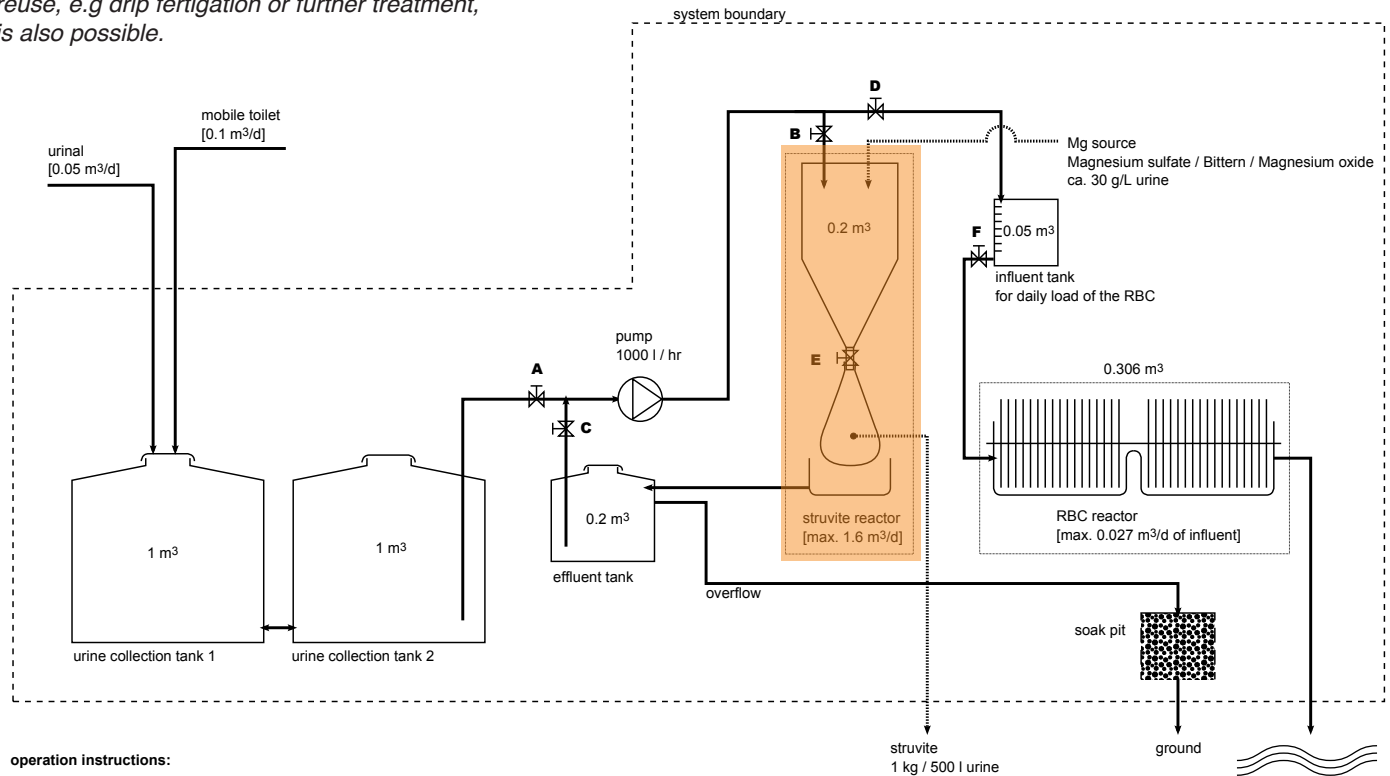 reuse, e.g drip fertigation or further treatment,
is also possible.
system boundary
mobile toilet
[0.1 m³/d]
urinal
[0.05 m³/d]
D
B
Mg source
Magnesium sulfate / Bittern / Magnesium oxide
ca. 30 g/L urine
0.2 m³
F
0.05 m³
influent tank
for daily load of the RBC
pump
1000 l / hr
A
E
0.306 m³
C
1 m³
1 m³
0.2 m³
effluent tank
struvite reactor
[max. 1.6 m³/d]
RBC reactor
[max. 0.027 m³/d of influent]
overflow
soak pit
urine collection tank 1
urine collection tank 2
struvite
1 kg / 500 l urine
ground
operation instructions: